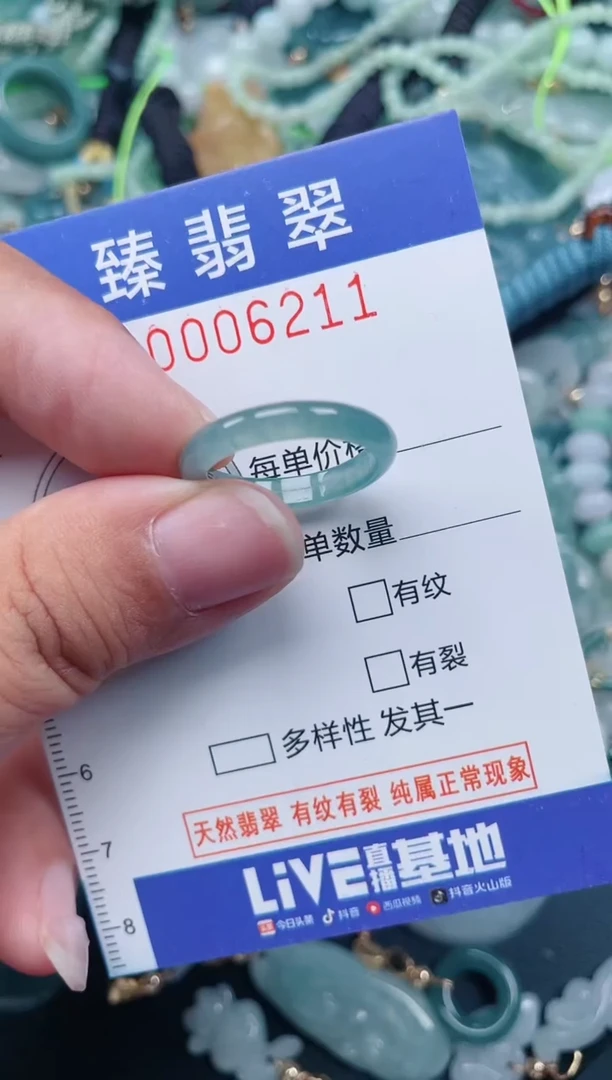 臻翡翠
0006211
每单价格
单数量
有纹
有裂
多样性 发其一
天然翡翠 有纹有裂 纯属正常现象
6
7
8
LiVE直播基地
今日头条 抖音 西瓜视频 抖音火山版